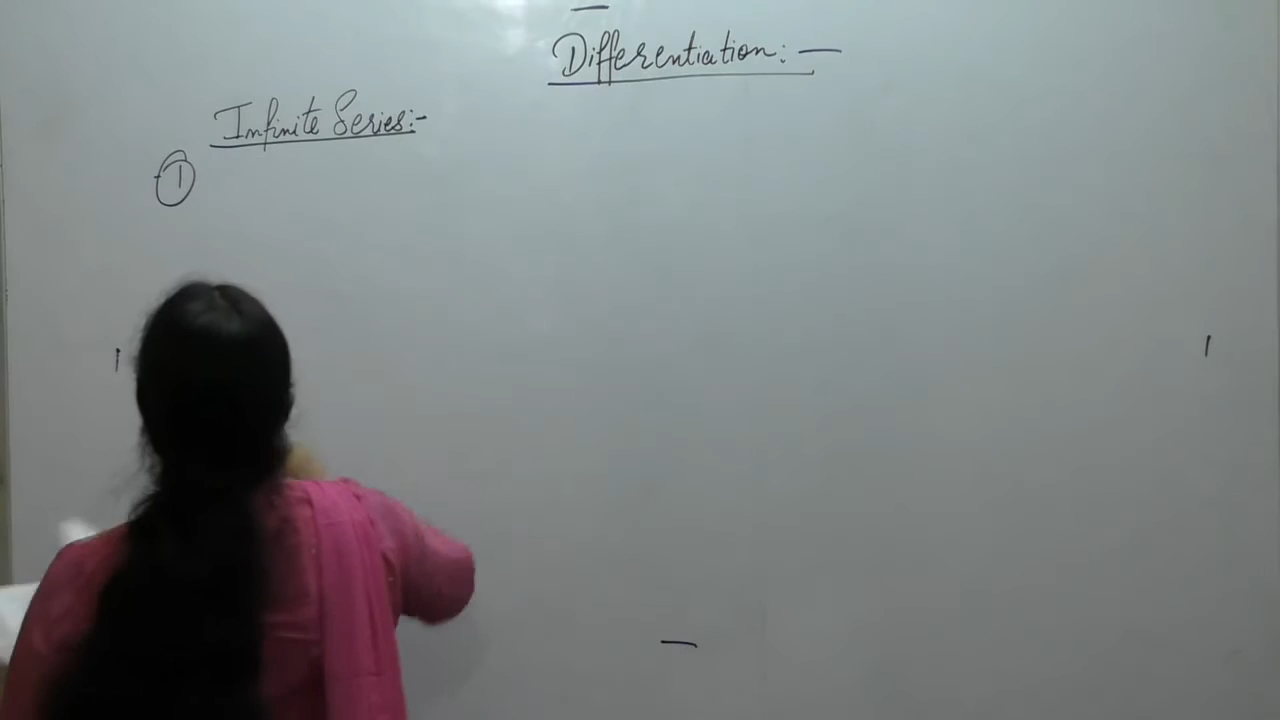 Differentiation: —
Infinite Series:-
①